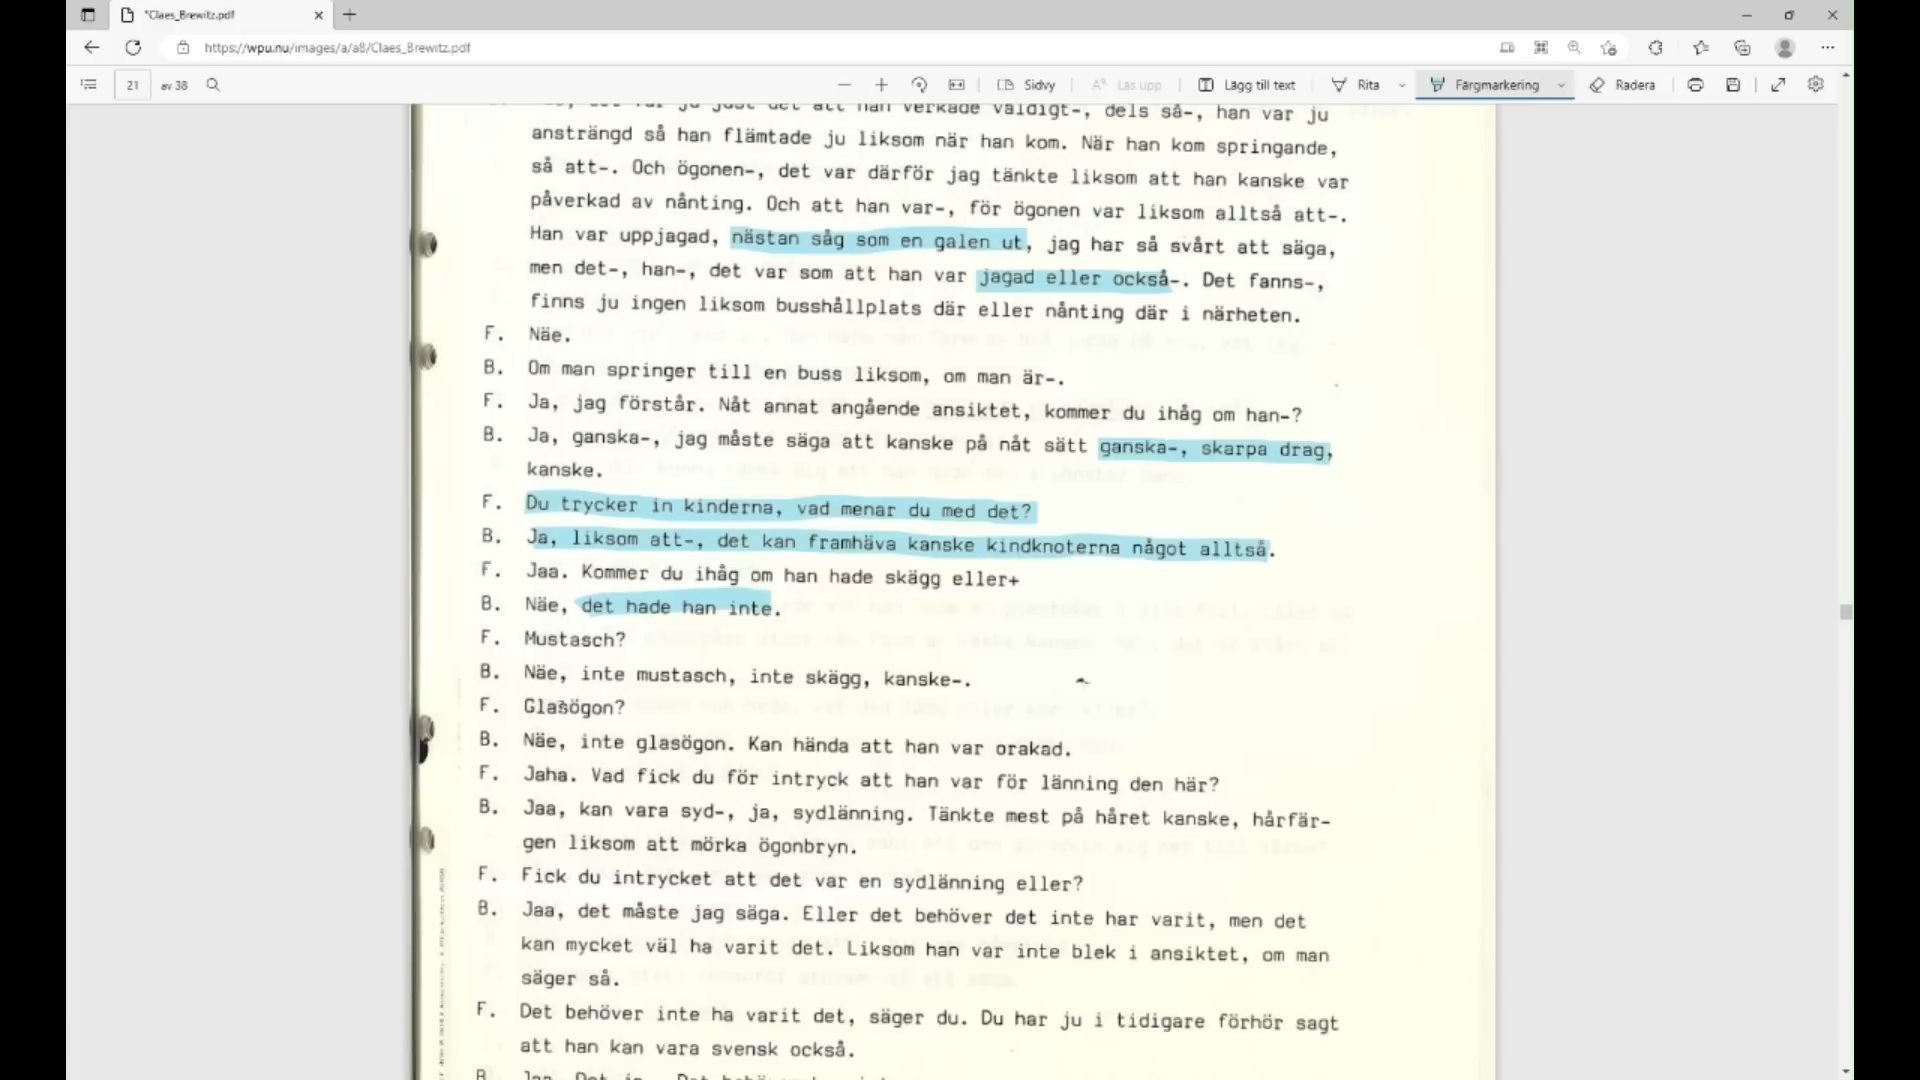 *Claes_Brewitz.pdf
https://wpu.nu/images/a/a8/Claes_Brewitz.pdf
21 av 38 Sidvy Läs upp Lägg till text Rita Färgmarkering Radera
det var ju just det att han verkade väldigt-, dels så-, han var ju
ansträngd så han flämtade ju liksom när han kom. När han kom springande,
så att-. Och ögonen-, det var därför jag tänkte liksom att han kanske var
påverkad av nånting. Och att han var-, för ögonen var liksom alltså att-.
Han var uppjagad, nästan såg som en galen ut, jag har så svårt att säga,
men det-, han-, det var som att han var jagad eller också-. Det fanns-,
finns ju ingen liksom busshållplats där eller nånting där i närheten.
F. Näe.
B. Om man springer till en buss liksom, om man är-.
F. Ja, jag förstår. Nåt annat angående ansiktet, kommer du ihåg om han-?
B. Ja, ganska-, jag måste säga att kanske på nåt sätt ganska-, skarpa drag,
kanske.
F. Du trycker in kinderna, vad menar du med det?
B. Ja, liksom att-, det kan framhäva kanske kindknoterna något alltså.
F. Jaa. Kommer du ihåg om han hade skägg eller+
B. Näe, det hade han inte.
F. Mustasch?
B. Näe, inte mustasch, inte skägg, kanske-.
F. Glasögon?
B. Näe, inte glasögon. Kan hända att han var orakad.
F. Jaha. Vad fick du för intryck att han var för länning den här?
B. Jaa, kan vara syd-, ja, sydlänning. Tänkte mest på håret kanske, hårfär-
gen liksom att mörka ögonbryn.
F. Fick du intrycket att det var en sydlänning eller?
B. Jaa, det måste jag säga. Eller det behöver det inte har varit, men det
kan mycket väl ha varit det. Liksom han var inte blek i ansiktet, om man
säger så.
F. Det behöver inte ha varit det, säger du. Du har ju i tidigare förhör sagt
att han kan vara svensk också.